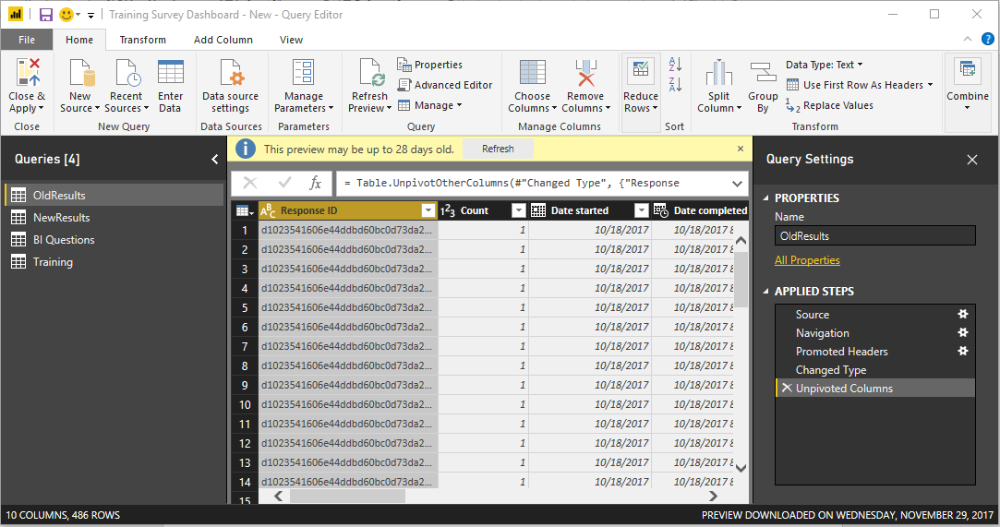 Training Survey Dashboard - New - Query Editor
File Home Transform Add Column View
Close & Apply
New Source
Recent Sources
Enter Data
Data source settings
Manage Parameters
Refresh Preview
Properties
Advanced Editor
Manage
Choose Columns
Remove Columns
Reduce Rows
Split Column
Group By
Data Type: Text
Use First Row As Headers
Replace Values
Combine
Close New Query Data Sources Parameters Query Manage Columns Sort Transform
Queries [4]
OldResults
NewResults
BI Questions
Training
This preview may be up to 28 days old. Refresh
fx = Table.UnpivotOtherColumns(#"Changed Type", {"Response
Response ID Count Date started Date completed
1 d1023541606e44ddbd60bc0d73da2... 1 10/18/2017 10/18/2017 8
2 d1023541606e44ddbd60bc0d73da2... 1 10/18/2017 10/18/2017 8
3 d1023541606e44ddbd60bc0d73da2... 1 10/18/2017 10/18/2017 8
4 d1023541606e44ddbd60bc0d73da2... 1 10/18/2017 10/18/2017 8
5 d1023541606e44ddbd60bc0d73da2... 1 10/18/2017 10/18/2017 8
6 d1023541606e44ddbd60bc0d73da2... 1 10/18/2017 10/18/2017 8
7 d1023541606e44ddbd60bc0d73da2... 1 10/18/2017 10/18/2017 8
8 d1023541606e44ddbd60bc0d73da2... 1 10/18/2017 10/18/2017 8
9 d1023541606e44ddbd60bc0d73da2... 1 10/18/2017 10/18/2017 8
10 d1023541606e44ddbd60bc0d73da2... 1 10/18/2017 10/18/2017 8
11 d1023541606e44ddbd60bc0d73da2... 1 10/18/2017 10/18/2017 8
12 d1023541606e44ddbd60bc0d73da2... 1 10/18/2017 10/18/2017 8
13 d1023541606e44ddbd60bc0d73da2... 1 10/18/2017 10/18/2017 8
14 d1023541606e44ddbd60bc0d73da2... 1 10/18/2017 10/18/2017 8
15
Query Settings
PROPERTIES
Name
OldResults
All Properties
APPLIED STEPS
Source
Navigation
Promoted Headers
Changed Type
Unpivoted Columns
10 COLUMNS, 486 ROWS
PREVIEW DOWNLOADED ON WEDNESDAY, NOVEMBER 29, 2017